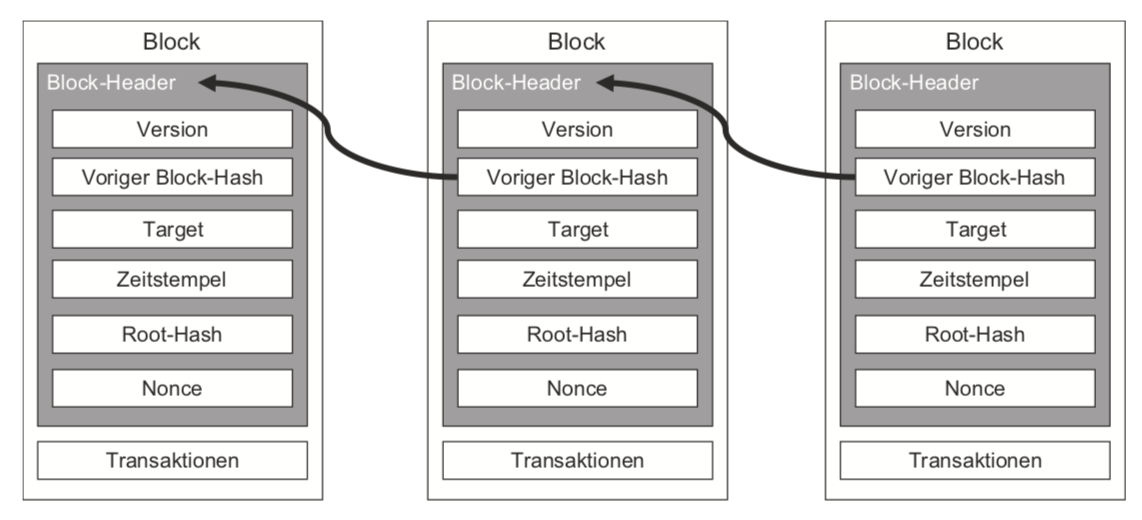 Block
Block-Header
Version
Voriger Block-Hash
Target
Zeitstempel
Root-Hash
Nonce
Transaktionen
Block
Block-Header
Version
Voriger Block-Hash
Target
Zeitstempel
Root-Hash
Nonce
Transaktionen
Block
Block-Header
Version
Voriger Block-Hash
Target
Zeitstempel
Root-Hash
Nonce
Transaktionen